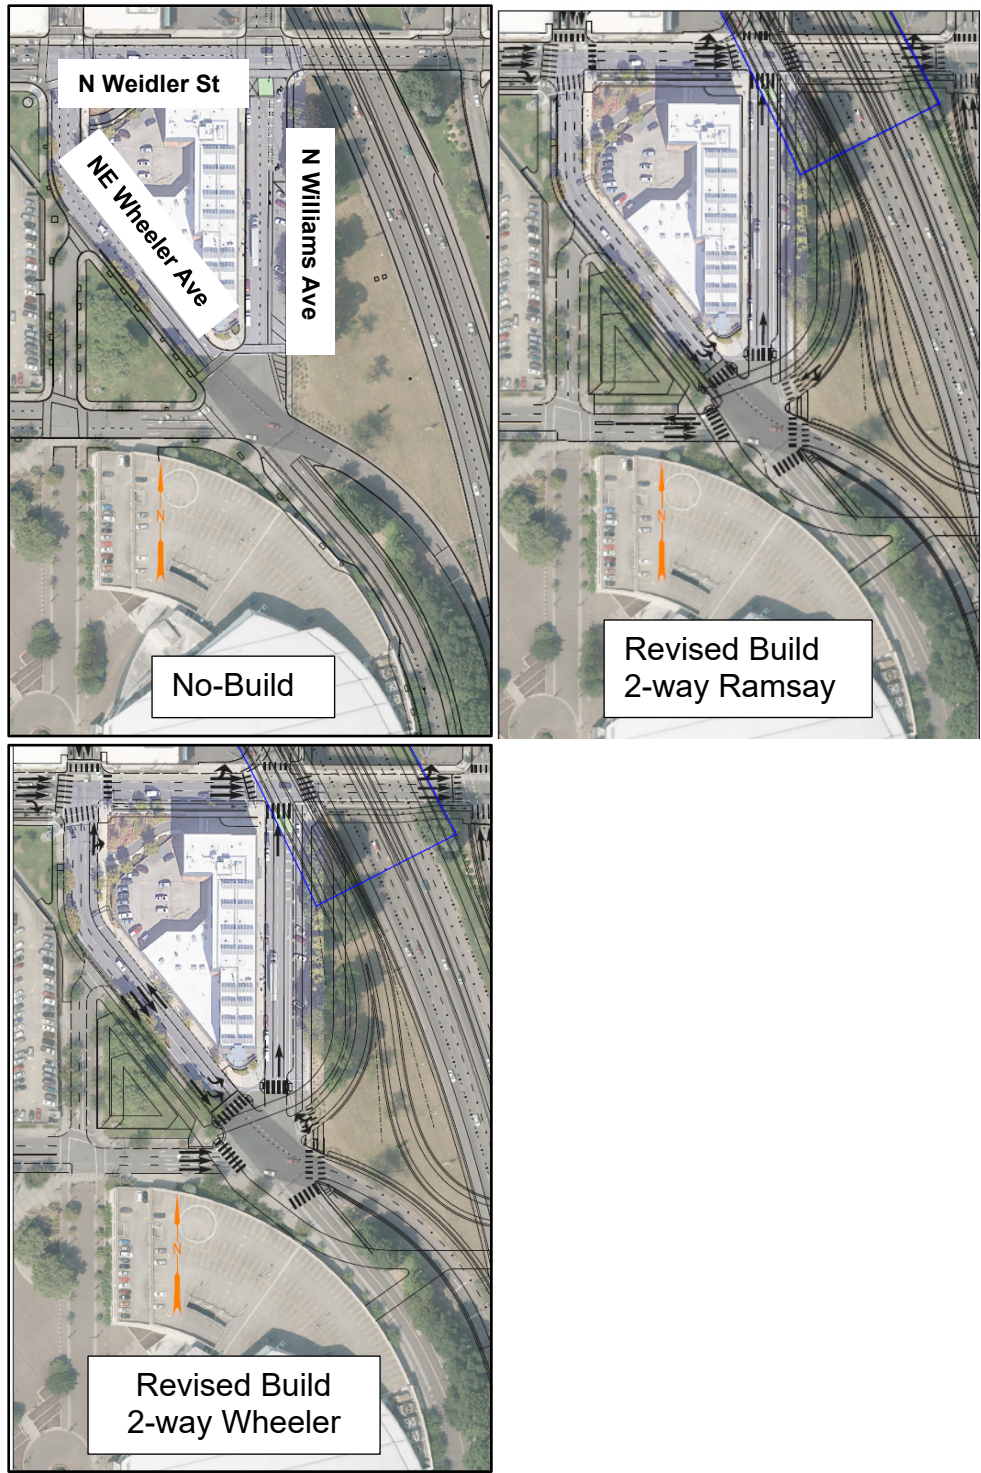 N Weidler St
NE Wheeler Ave
N Williams Ave
N
No-Build
N
Revised Build
2-way Ramsay
N
Revised Build
2-way Wheeler